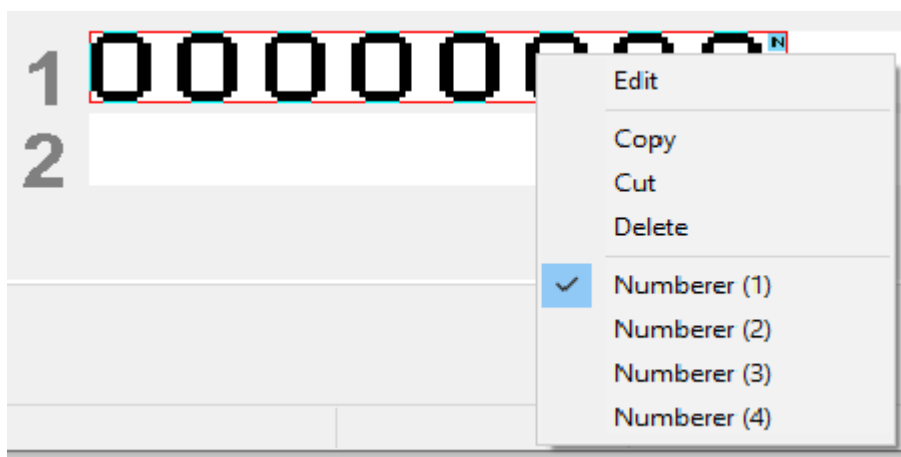 1 00000000 N
2
Edit
Copy
Cut
Delete
Numberer (1)
Numberer (2)
Numberer (3)
Numberer (4)